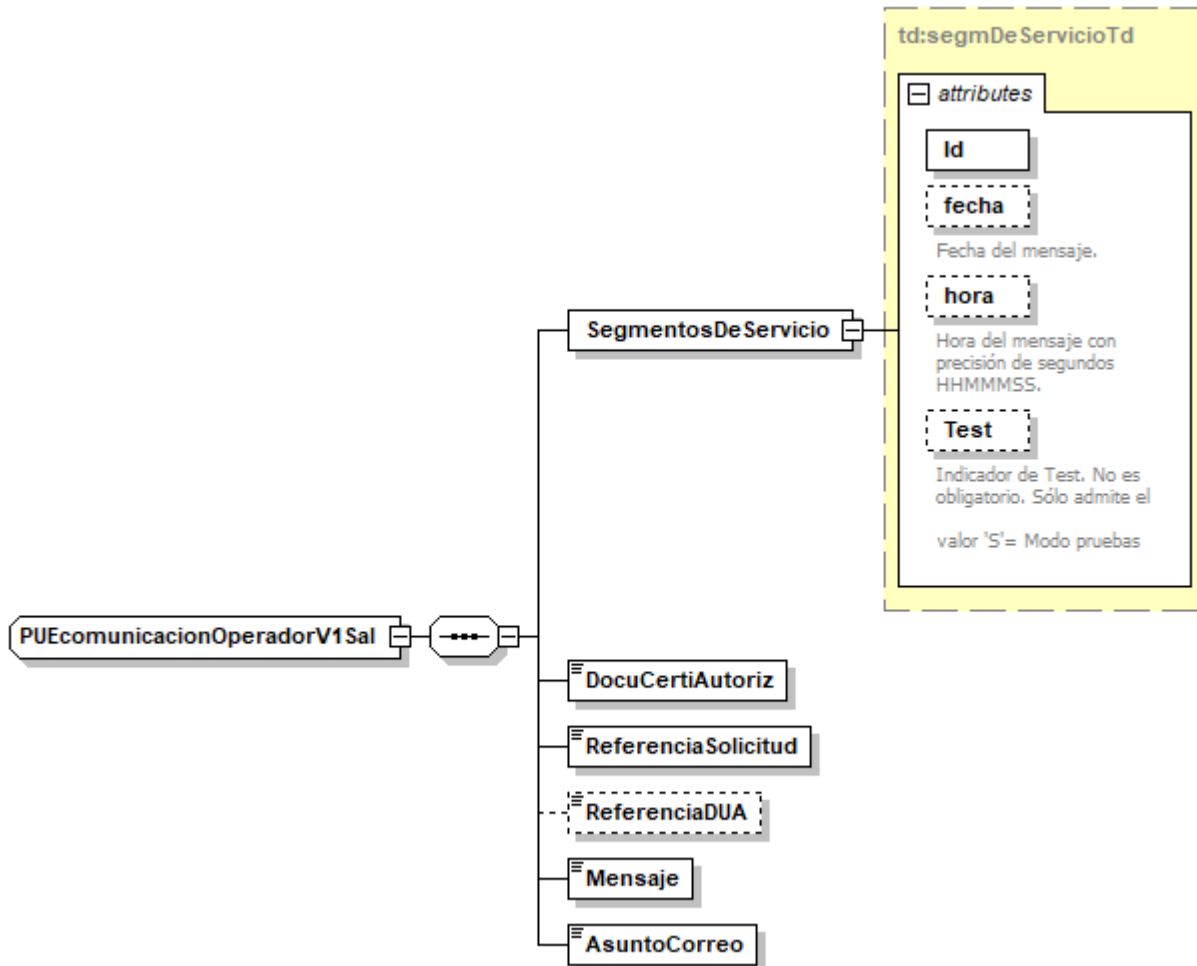 td:segmDeServicioTd
attributes
Id
fecha
Fecha del mensaje.
hora
Hora del mensaje con
precisión de segundos
HHMMMSS.
Test
Indicador de Test. No es
obligatorio. Sólo admite el
valor 'S'= Modo pruebas
SegmentosDeServicio
PUEcomunicacionOperadorV1Sal
DocuCertiAutoriz
ReferenciaSolicitud
ReferenciaDUA
Mensaje
AsuntoCorreo